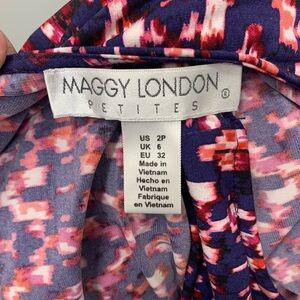 MAGGY LONDON
PETITES ®
US 2P
UK 6
EU 32
Made in
Vietnam
Hecho en
Vietnam
Fabrique
en Vietnam